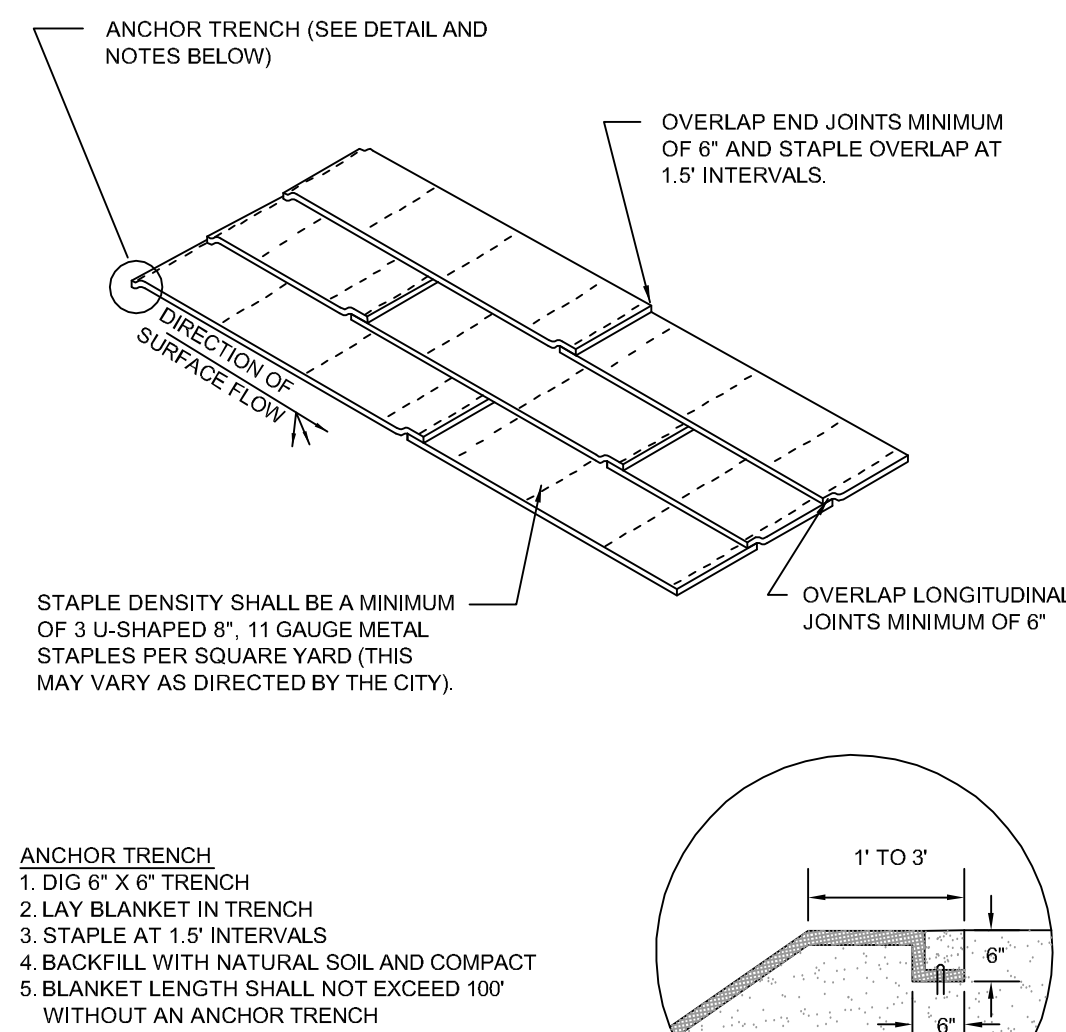 ANCHOR TRENCH (SEE DETAIL AND
NOTES BELOW)
OVERLAP END JOINTS MINIMUM
OF 6" AND STAPLE OVERLAP AT
1.5' INTERVALS.
DIRECTION OF
SURFACE FLOW
STAPLE DENSITY SHALL BE A MINIMUM
OF 3 U-SHAPED 8", 11 GAUGE METAL
STAPLES PER SQUARE YARD (THIS
MAY VARY AS DIRECTED BY THE CITY).
OVERLAP LONGITUDINAL
JOINTS MINIMUM OF 6"
ANCHOR TRENCH
1. DIG 6" X 6" TRENCH
2. LAY BLANKET IN TRENCH
3. STAPLE AT 1.5' INTERVALS
4. BACKFILL WITH NATURAL SOIL AND COMPACT
5. BLANKET LENGTH SHALL NOT EXCEED 100'
WITHOUT AN ANCHOR TRENCH
1' TO 3'
6"
6"